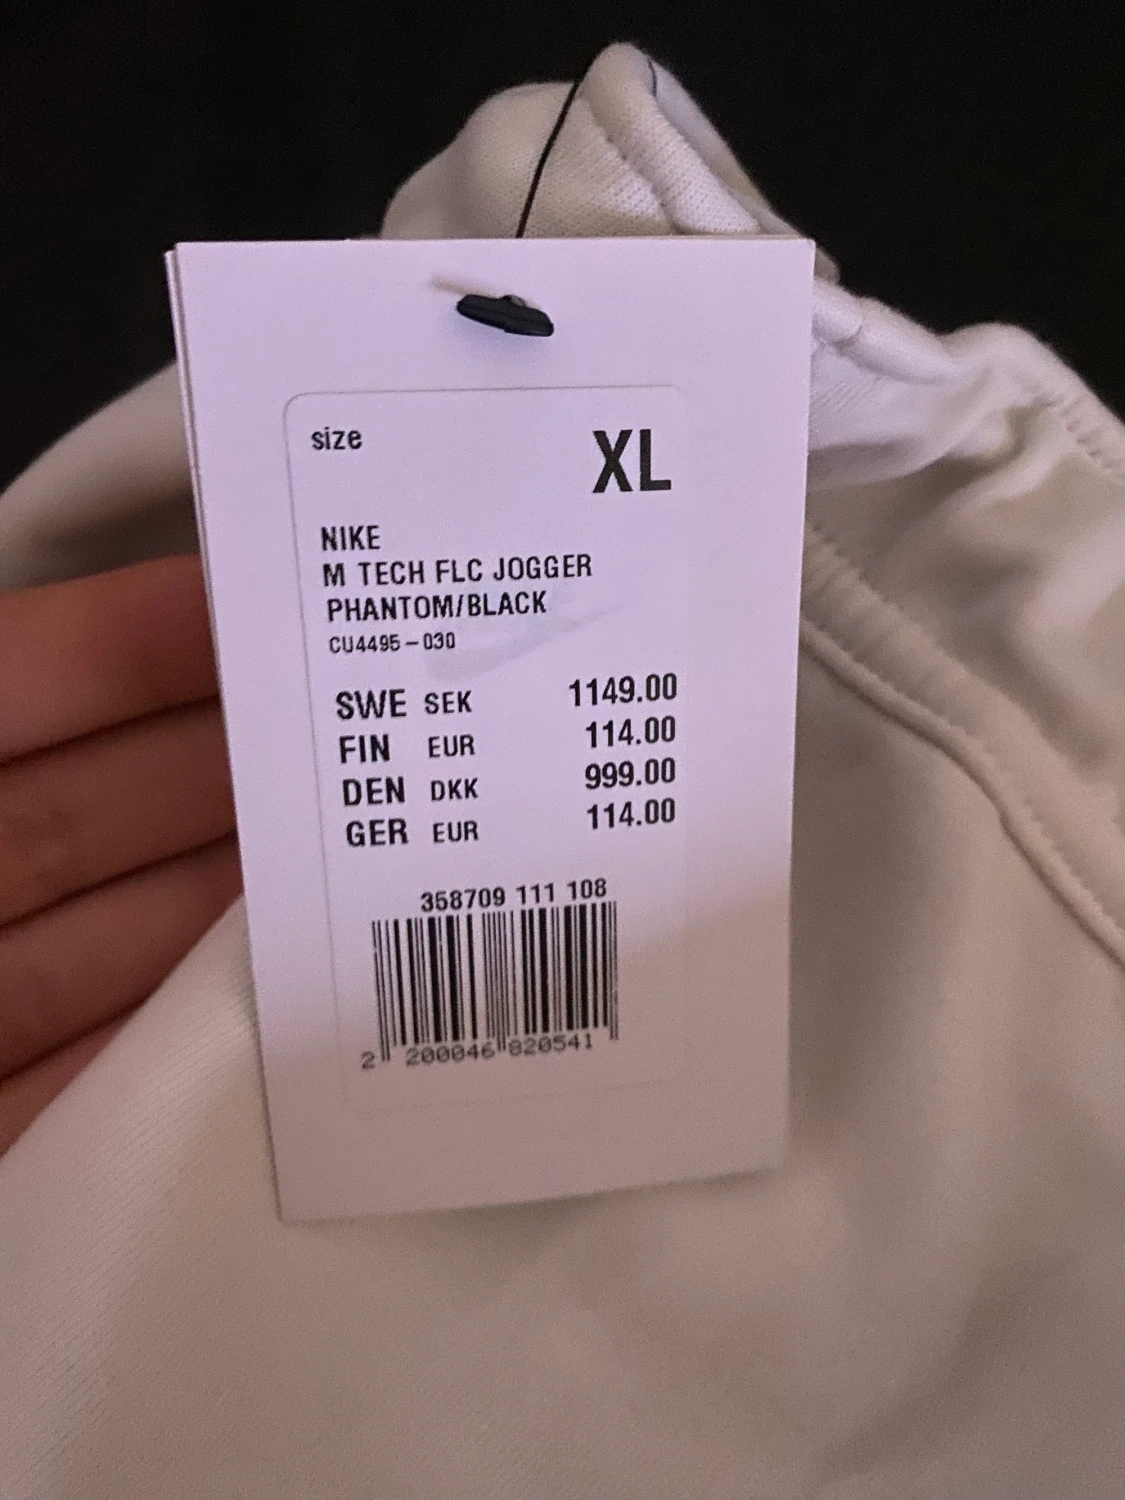 size
XL
NIKE
M TECH FLC JOGGER
PHANTOM/BLACK
CU4495-030
SWE SEK 1149.00
FIN EUR 114.00
DEN DKK 999.00
GER EUR 114.00
358709 111 108
2 200046 820541